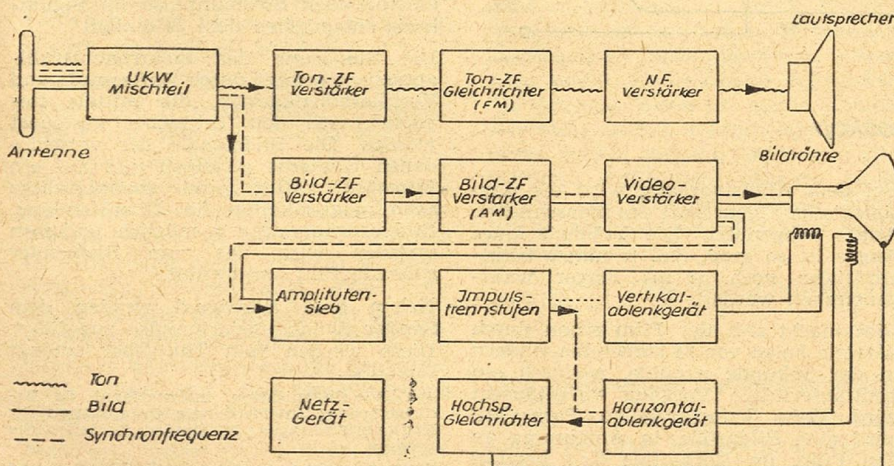 Lautsprecher
UKW
Mischteil
Ton-ZF
Verstärker
Ton-ZF
Gleichrichter
(FM)
NF.
Verstärker
Antenne
Bildröhre
Bild-ZF
Verstärker
Bild-ZF
Verstärker
(AM)
Video-
Verstärker
Amplituten-
sieb
Impuls-
trennstufen
Vertikal-
ablenkgerät
Ton
Bild
Synchronfrequenz
Netz-
Gerät
Hochsp.
Gleichrichter
Horizontal-
ablenkgerät